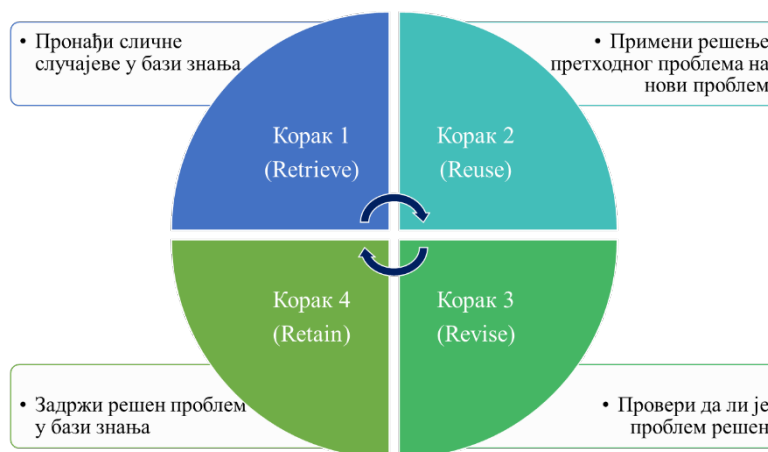 • Пронађи сличне
случајеве у бази знања
• Примени решење
претходног проблема на
нови проблем
Корак 1
(Retrieve)
Корак 2
(Reuse)
Корак 4
(Retain)
Корак 3
(Revise)
• Задржи решен проблем
у бази знања
• Провери да ли је
проблем решен